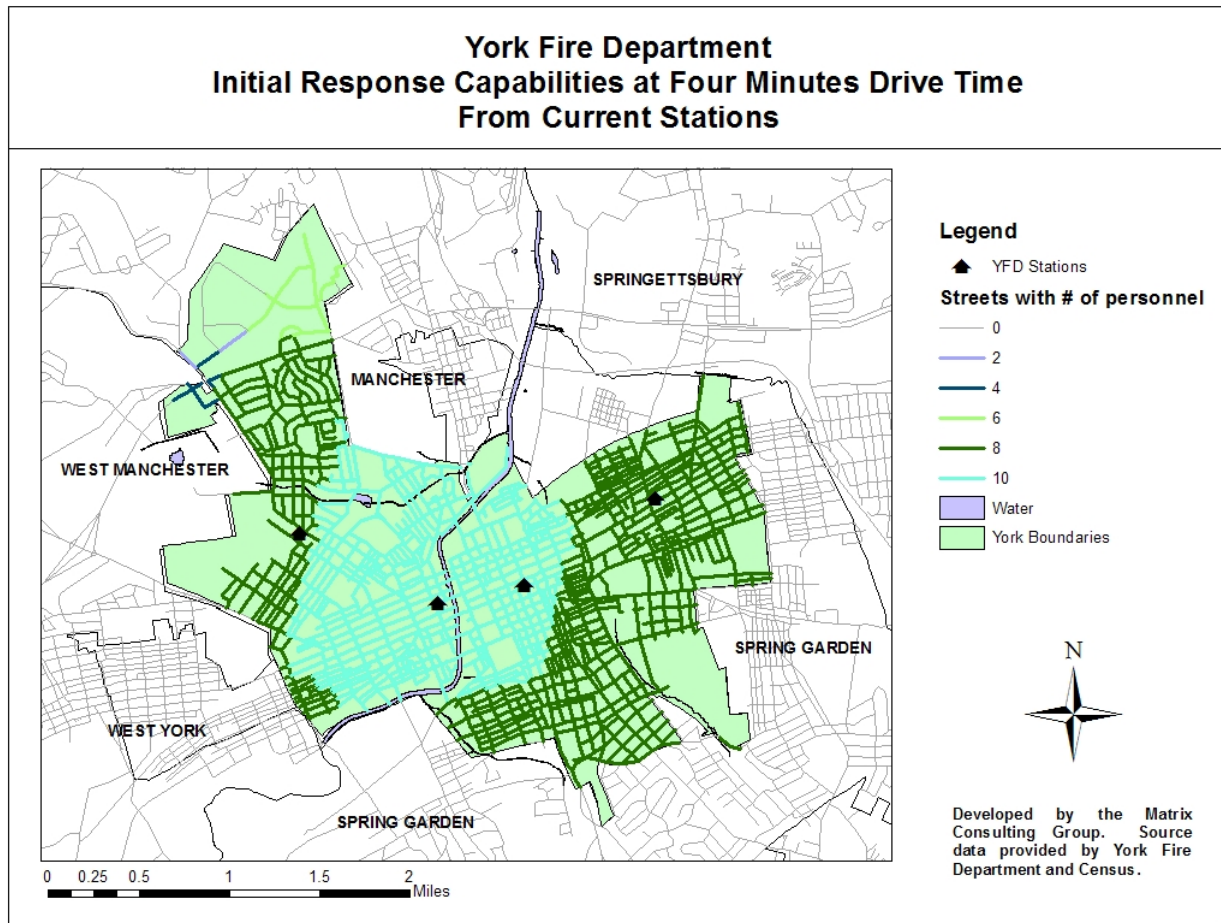 York Fire Department
Initial Response Capabilities at Four Minutes Drive Time
From Current Stations
SPRINGETTSBURY
MANCHESTER
WEST MANCHESTER
SPRING GARDEN
WEST YORK
SPRING GARDEN
0 0.25 0.5 1 1.5 2
Miles
Legend
YFD Stations
Streets with # of personnel
0
2
4
6
8
10
Water
York Boundaries
N
Developed by the Matrix
Consulting Group. Source
data provided by York Fire
Department and Census.